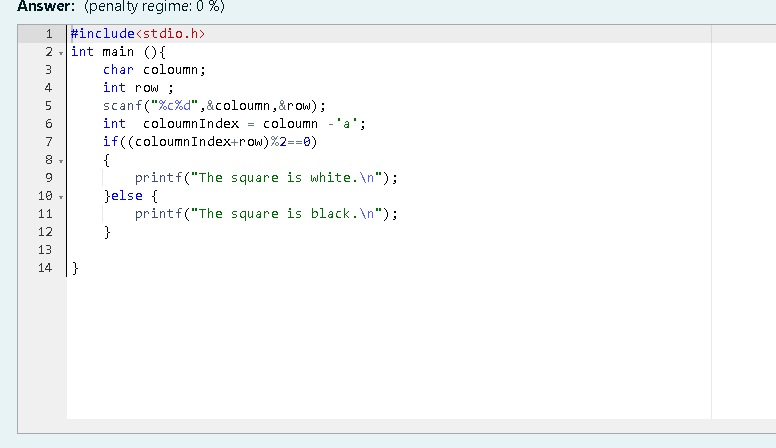 Answer: (penalty regime: 0 %)
1 #include<stdio.h>
2 int main (){
3     char coloumn;
4     int row ;
5     scanf("%c%d",&coloumn,&row);
6     int  coloumnIndex = coloumn -'a';
7     if((coloumnIndex+row)%2==0)
8     {
9         printf("The square is white.\n");
10     }else {
11         printf("The square is black.\n");
12     }
13
14 }